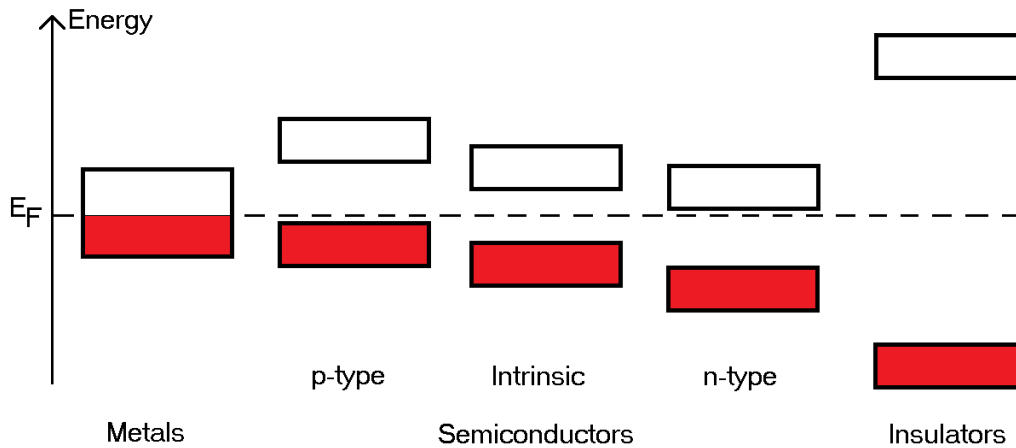 Energy
EF
p-type Intrinsic n-type
Metals Semiconductors Insulators